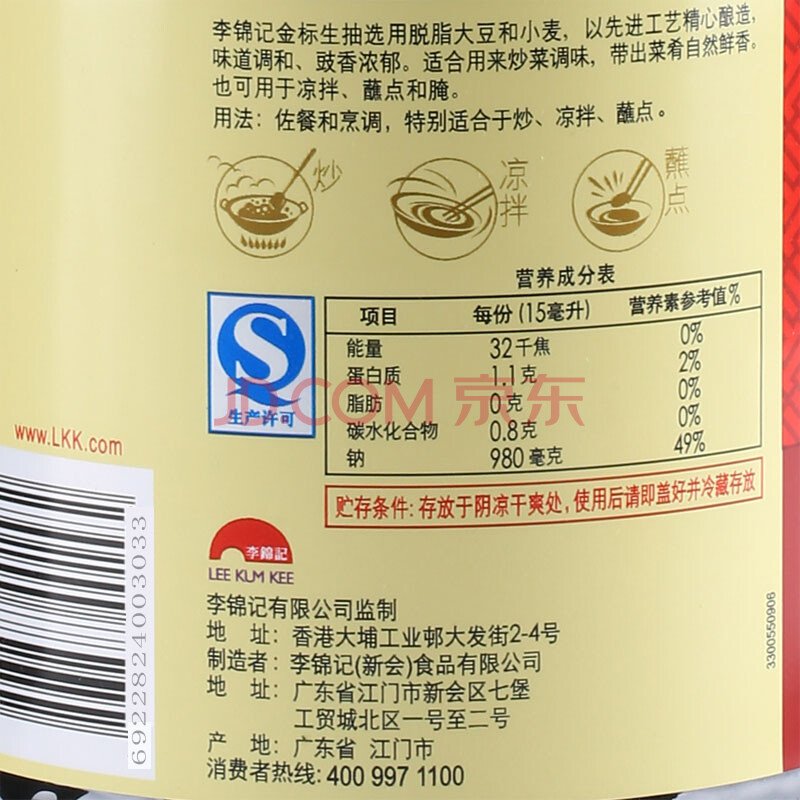 李锦记金标生抽选用脱脂大豆和小麦，以先进工艺精心酿造，
味道调和、豉香浓郁。适合用来炒菜调味，带出菜肴自然鲜香。
也可用于凉拌、蘸点和腌。
用法：佐餐和烹调，特别适合于炒、凉拌、蘸点。
炒
凉拌
蘸点
营养成分表
项目 每份(15毫升) 营养素参考值%
能量 32千焦 0%
蛋白质 1.1克 2%
脂肪 0克 0%
碳水化合物 0.8克 0%
钠 980毫克 49%
S
生产许可
JD.COM 京东
贮存条件：存放于阴凉干爽处，使用后请即盖好并冷藏存放
www.LKK.com
6922824003033
李錦記
LEE KUM KEE
李锦记有限公司监制
地 址：香港大埔工业邨大发街2-4号
制造者：李锦记(新会)食品有限公司
地 址：广东省江门市新会区七堡
工贸城北区一号至二号
产 地：广东省 江门市
消费者热线：400 997 1100
3300550906